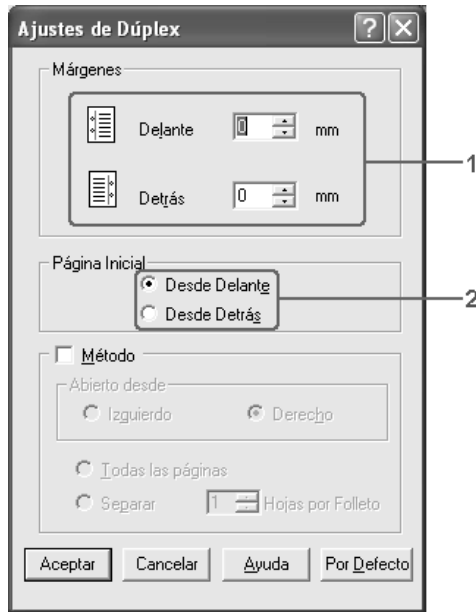 Ajustes de Dúplex
Márgenes
Delante 0 mm
1
Detrás 0 mm
Página Inicial
Desde Delante
2
Desde Detrás
Método
Abierto desde
Izguierdo Derecho
Todas las páginas
Separar 1 Hojas por Folleto
Aceptar Cancelar Ayuda Por Defecto